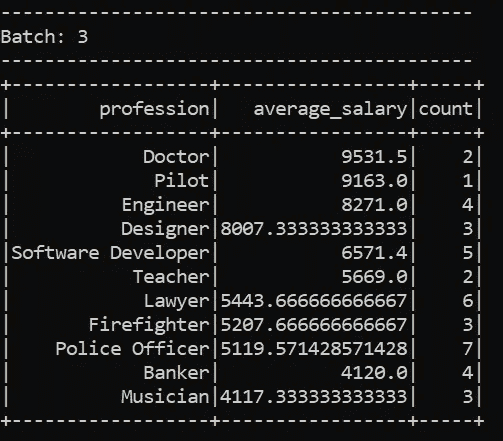 -------------------------------------------
Batch: 3
-------------------------------------------
+------------------+-----------------+-----+
|        profession|   average_salary|count|
+------------------+-----------------+-----+
|            Doctor|           9531.5|    2|
|             Pilot|           9163.0|    1|
|          Engineer|           8271.0|    4|
|          Designer|8007.333333333333|    3|
|Software Developer|           6571.4|    5|
|           Teacher|           5669.0|    2|
|            Lawyer|5443.666666666667|    6|
|       Firefighter|5207.666666666667|    3|
|    Police Officer|5119.571428571428|    7|
|            Banker|           4120.0|    4|
|          Musician|4117.333333333333|    3|
+------------------+-----------------+-----+